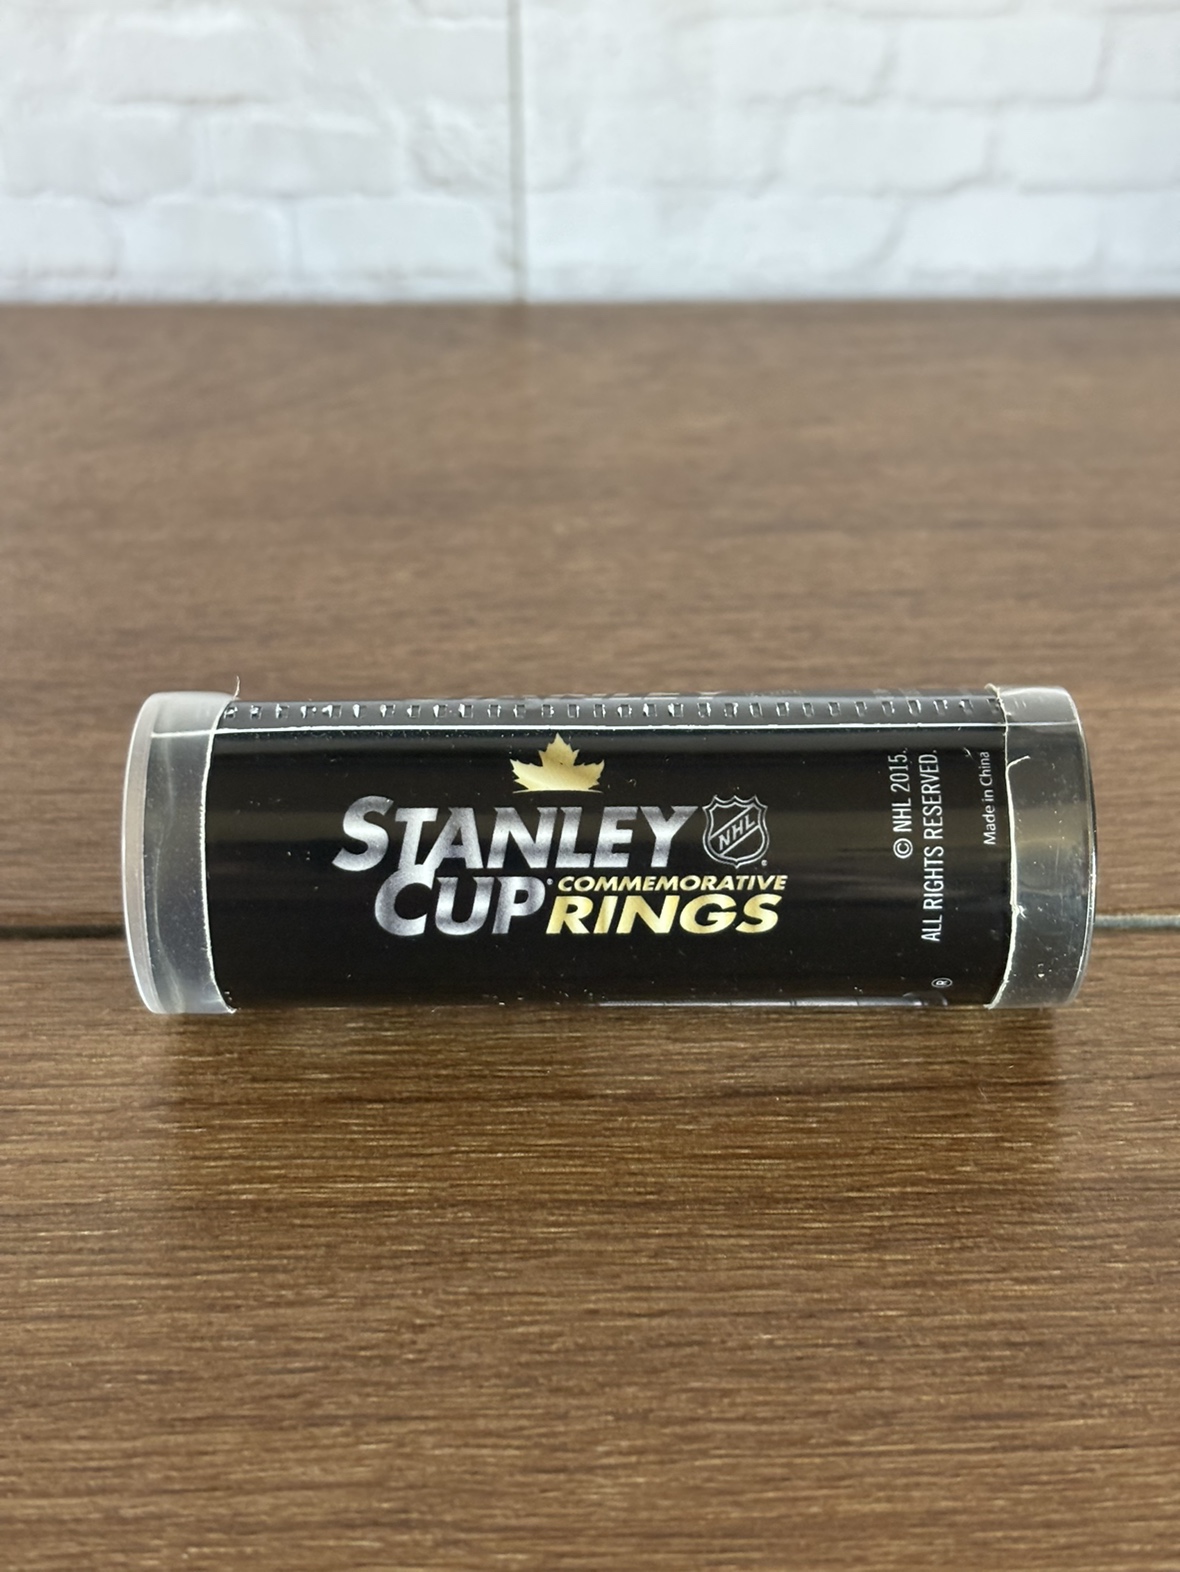 STANLEY
NHL
CUP® COMMEMORATIVE
RINGS
© NHL 2015.
ALL RIGHTS RESERVED.
Made in China
®